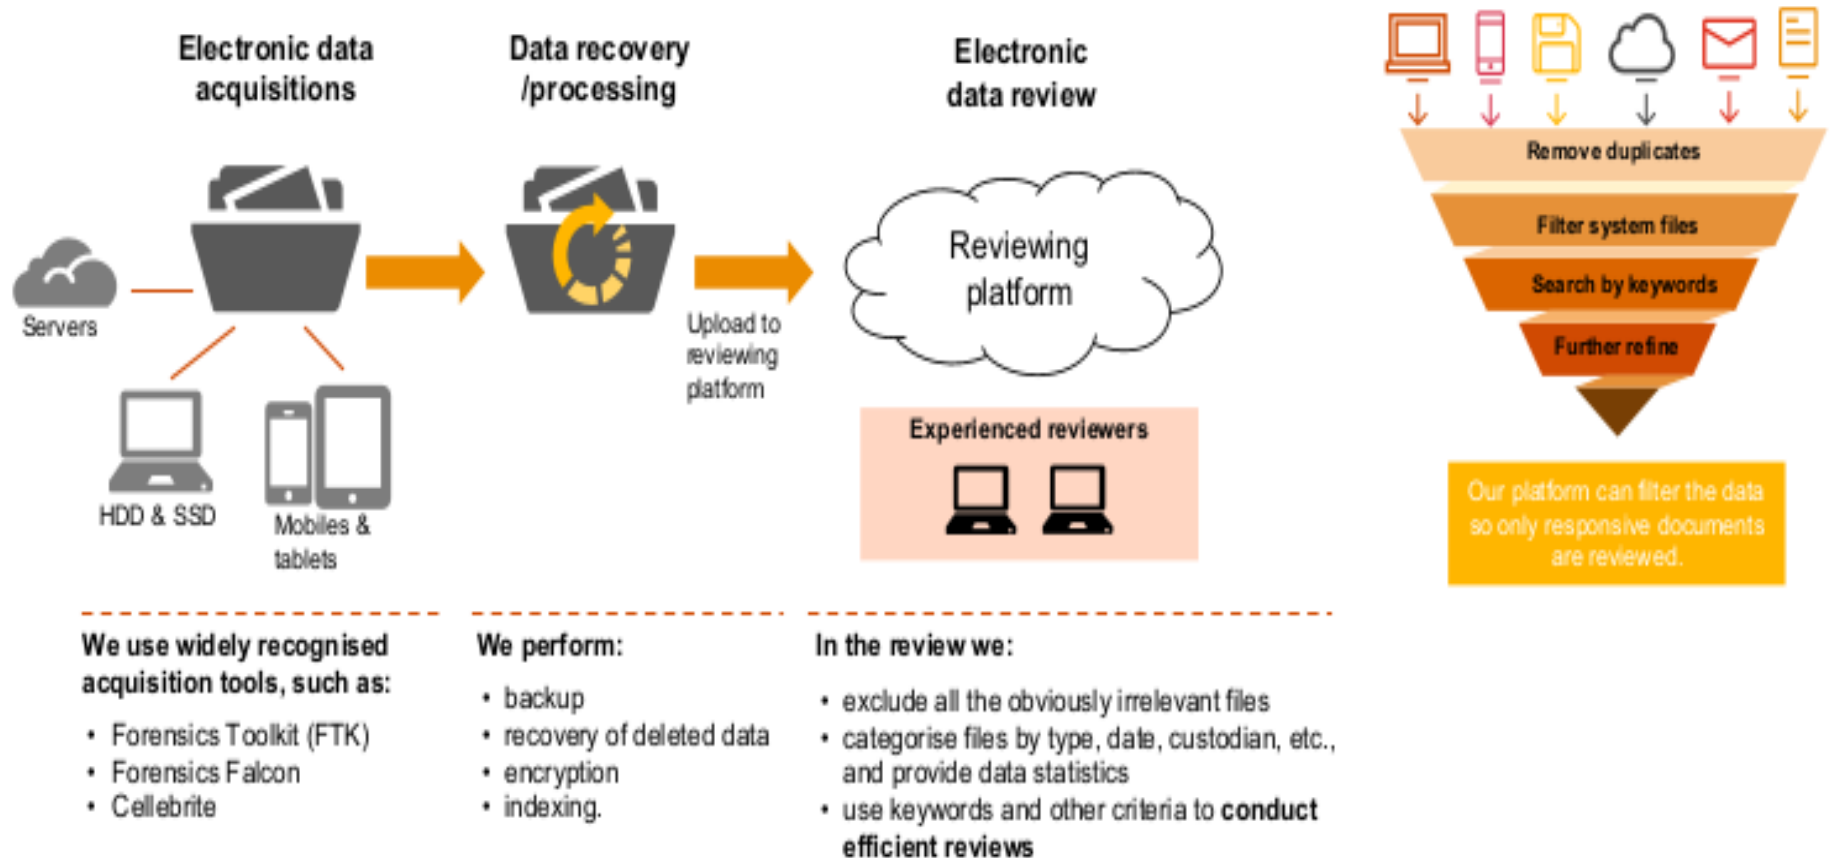 Electronic data
acquisitions
Servers
HDD & SSD
Mobiles &
tablets
Data recovery
/processing
Upload to
reviewing
platform
Electronic
data review
Reviewing
platform
Experienced reviewers
Remove duplicates
Filter system files
Search by keywords
Further refine
Our platform can filter the data
so only responsive documents
are reviewed.
We use widely recognised
acquisition tools, such as:
• Forensics Toolkit (FTK)
• Forensics Falcon
• Cellebrite
We perform:
• backup
• recovery of deleted data
• encryption
• indexing.
In the review we:
• exclude all the obviously irrelevant files
• categorise files by type, date, custodian, etc.,
and provide data statistics
• use keywords and other criteria to conduct
efficient reviews